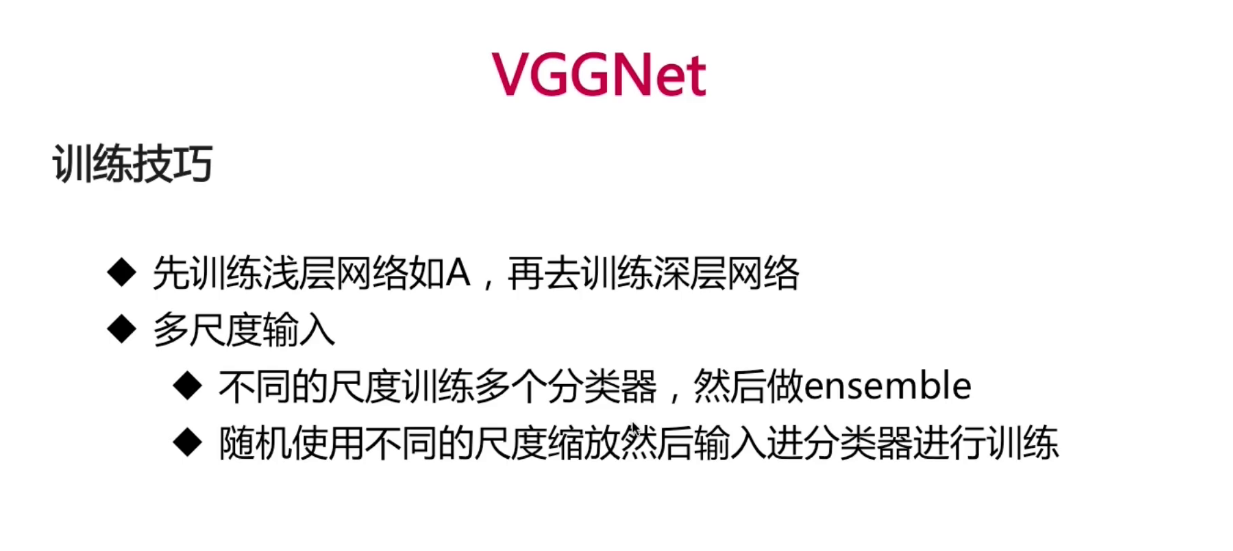 VGGNet
训练技巧
◆ 先训练浅层网络如A，再去训练深层网络
◆ 多尺度输入
◆ 不同的尺度训练多个分类器，然后做ensemble
◆ 随机使用不同的尺度缩放然后输入进分类器进行训练